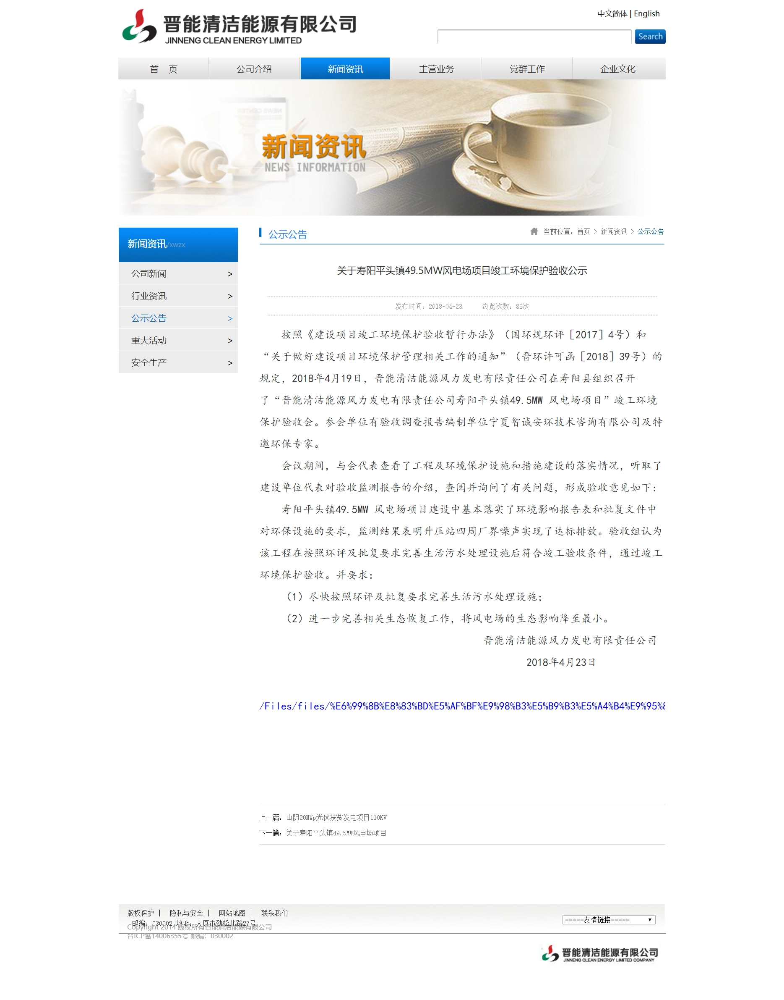 晋能清洁能源有限公司
JINNENG CLEAN ENERGY LIMITED
中文简体 | English
Search
首 页
公司介绍
新闻资讯
主营业务
党群工作
企业文化
NEWS CENTER
新闻资讯
NEWS INFORMATION
新闻资讯/xwzx
公司新闻 >
行业资讯 >
公示公告 >
重大活动 >
安全生产 >
公示公告
当前位置：首页 > 新闻资讯 > 公示公告
关于寿阳平头镇49.5MW风电场项目竣工环境保护验收公示
发布时间：2018-04-23 浏览次数：83次
按照《建设项目竣工环境保护验收暂行办法》（国环规环评［2017］4号）和
“关于做好建设项目环境保护管理相关工作的通知”（晋环许可函［2018］39号）的
规定，2018年4月19日，晋能清洁能源风力发电有限责任公司在寿阳县组织召开
了“晋能清洁能源风力发电有限责任公司寿阳平头镇49.5MW 风电场项目”竣工环境
保护验收会。参会单位有验收调查报告编制单位宁夏智诚安环技术咨询有限公司及特
邀环保专家。
会议期间，与会代表查看了工程及环境保护设施和措施建设的落实情况，听取了
建设单位代表对验收监测报告的介绍，查阅并询问了有关问题，形成验收意见如下：
寿阳平头镇49.5MW 风电场项目建设中基本落实了环境影响报告表和批复文件中
对环保设施的要求，监测结果表明升压站四周厂界噪声实现了达标排放。验收组认为
该工程在按照环评及批复要求完善生活污水处理设施后符合竣工验收条件，通过竣工
环境保护验收。并要求：
（1）尽快按照环评及批复要求完善生活污水处理设施；
（2）进一步完善相关生态恢复工作，将风电场的生态影响降至最小。
晋能清洁能源风力发电有限责任公司
2018年4月23日
/Files/files/%E6%99%8B%E8%83%BD%E5%AF%BF%E9%98%B3%E5%B9%B3%E5%A4%B4%E9%95%8
上一篇：山阴20MWp光伏扶贫发电项目110KV
下一篇：关于寿阳平头镇49.5MW风电场项目
版权保护 | 隐私与安全 | 网站地图 | 联系我们
邮编：030002 地址：太原市劲松北路27号
Copyright 2014 版权所有晋能清洁能源有限公司
晋ICP备14006355号 邮编：030002
=====友情链接=====
晋能清洁能源有限公司
JINNENG CLEAN ENERGY LIMITED COMPANY